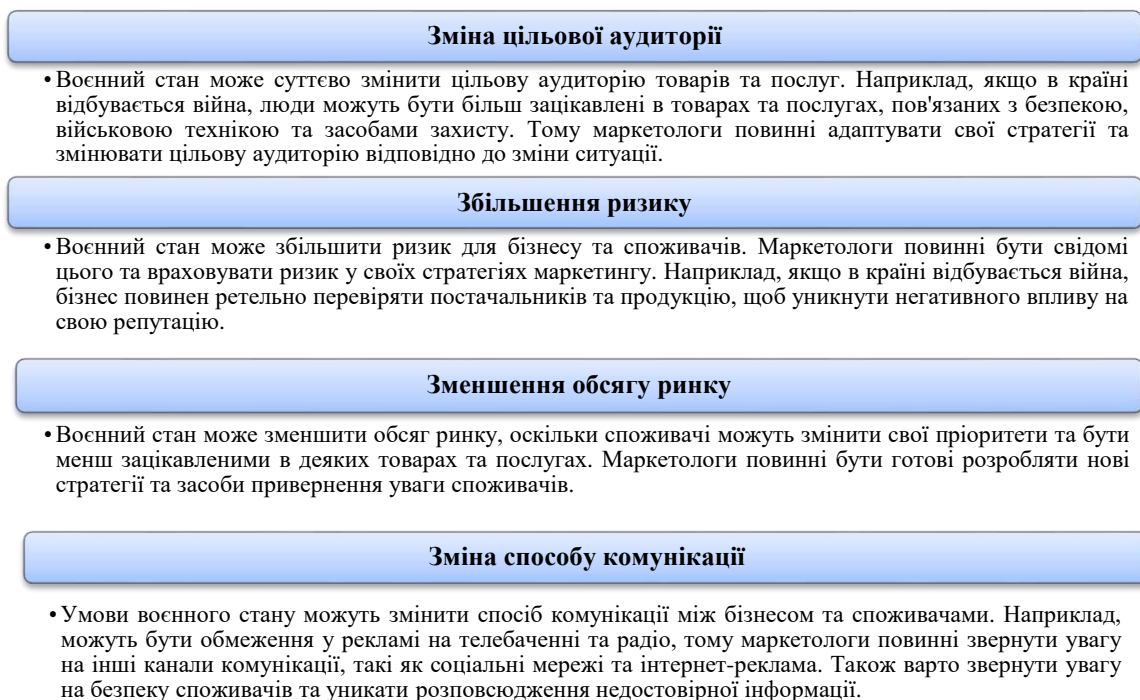 Зміна цільової аудиторії
• Воєнний стан може суттєво змінити цільову аудиторію товарів та послуг. Наприклад, якщо в країні
відбувається війна, люди можуть бути більш зацікавлені в товарах та послугах, пов'язаних з безпекою,
військовою технікою та засобами захисту. Тому маркетологи повинні адаптувати свої стратегії та
змінювати цільову аудиторію відповідно до зміни ситуації.
Збільшення ризику
• Воєнний стан може збільшити ризик для бізнесу та споживачів. Маркетологи повинні бути свідомі
цього та враховувати ризик у своїх стратегіях маркетингу. Наприклад, якщо в країні відбувається війна,
бізнес повинен ретельно перевіряти постачальників та продукцію, щоб уникнути негативного впливу на
свою репутацію.
Зменшення обсягу ринку
• Воєнний стан може зменшити обсяг ринку, оскільки споживачі можуть змінити свої пріоритети та бути
менш зацікавленими в деяких товарах та послугах. Маркетологи повинні бути готові розробляти нові
стратегії та засоби привернення уваги споживачів.
Зміна способу комунікації
• Умови воєнного стану можуть змінити спосіб комунікації між бізнесом та споживачами. Наприклад,
можуть бути обмеження у рекламі на телебаченні та радіо, тому маркетологи повинні звернути увагу
на інші канали комунікації, такі як соціальні мережі та інтернет-реклама. Також варто звернути увагу
на безпеку споживачів та уникати розповсюдження недостовірної інформації.